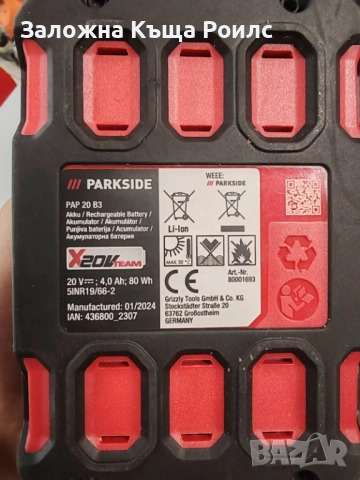 Заложна Къща Роилс
/// PARKSIDE
PAP 20 B3
Akku / Rechargeable Battery /
Akumulator / Acumulator /
Punjiva baterija / Acumulator /
Акумулаторна батерия
X20V TEAM
20 V ; 4,0 Ah; 80 Wh
5INR19/66-2
Manufactured: 01/2024
IAN: 436800_2307
WEEE:
/// PARKSIDE
Li-Ion
MAX 50 °C
CE
Art.-Nr.
80001693
Grizzly Tools GmbH & Co. KG
Stockstädter Straße 20
63762 Großostheim
GERMANY
BAZAR